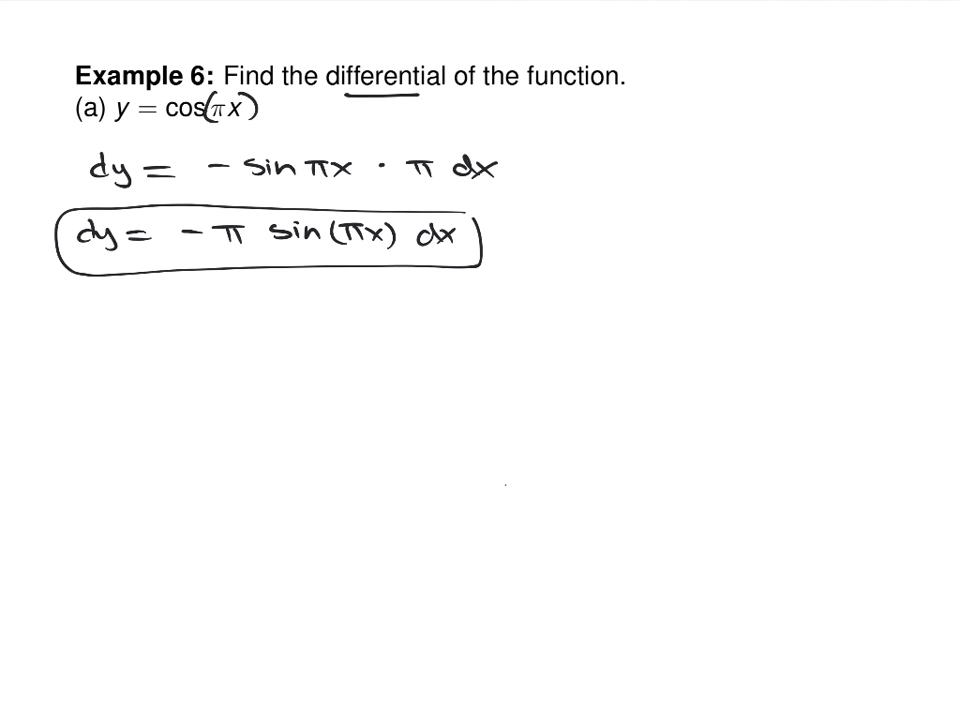 Example 6: Find the differential of the function.
(a) y = cos(πx)
dy = - sin πx · π dx
dy = - π sin(πx) dx